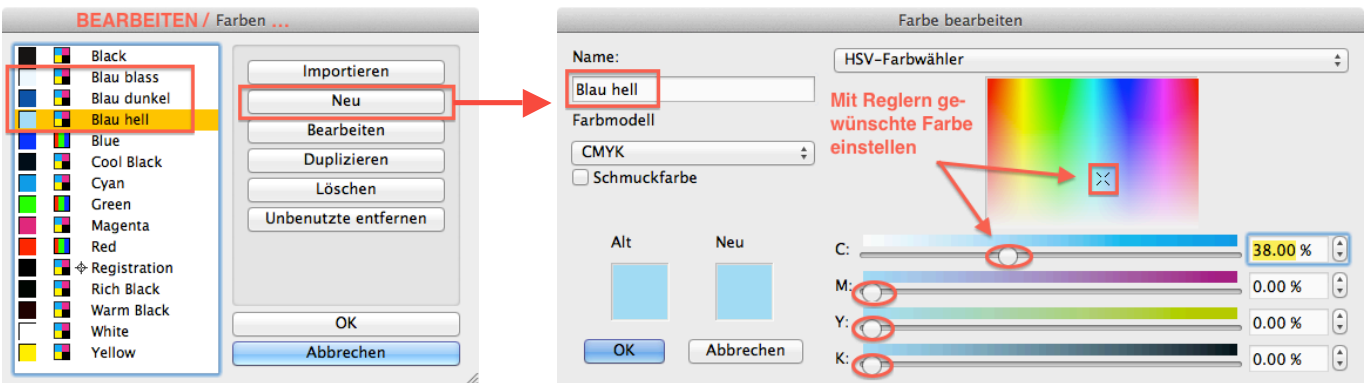 BEARBEITEN / Farben ...
Black
Blau blass
Blau dunkel
Blau hell
Blue
Cool Black
Cyan
Green
Magenta
Red
Registration
Rich Black
Warm Black
White
Yellow
Importieren
Neu
Bearbeiten
Duplizieren
Löschen
Unbenutzte entfernen
OK
Abbrechen
Farbe bearbeiten
Name:
Blau hell
Farbmodell
CMYK
Schmuckfarbe
Alt
Neu
OK
Abbrechen
HSV-Farbwähler
Mit Reglern ge-
wünschte Farbe
einstellen
C: 38.00 %
M: 0.00 %
Y: 0.00 %
K: 0.00 %